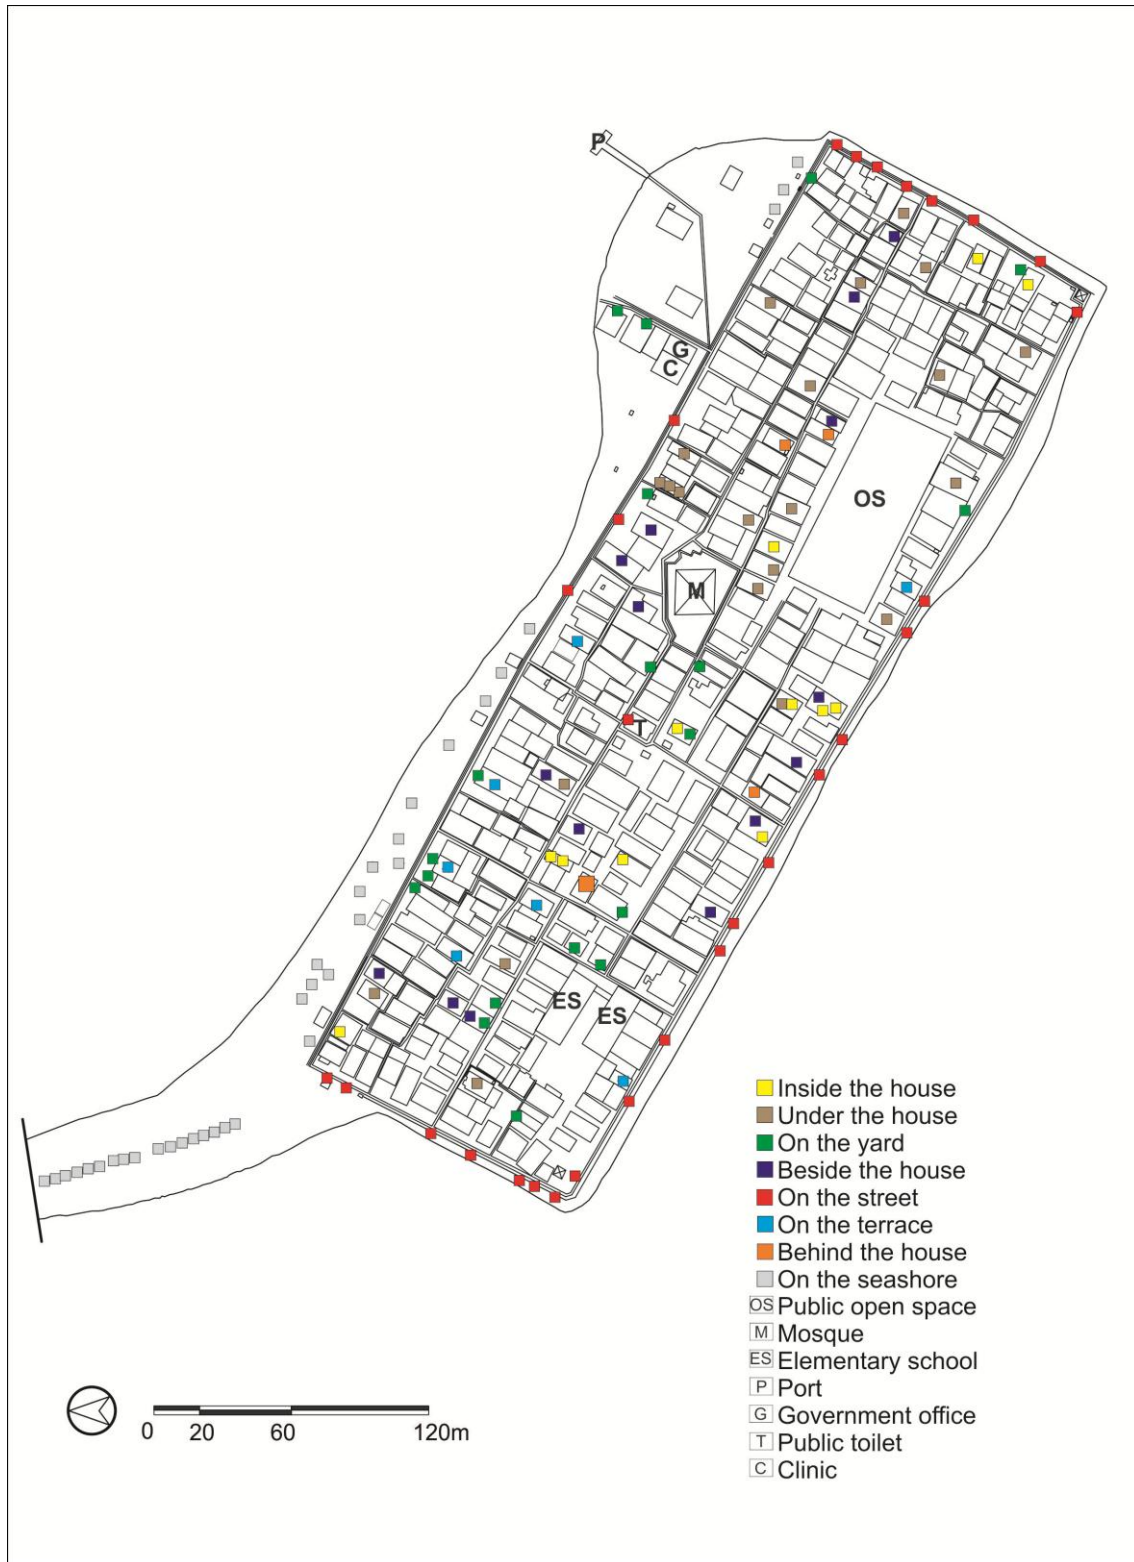 P
G
C
OS
M
T
ES
ES
Inside the house
Under the house
On the yard
Beside the house
On the street
On the terrace
Behind the house
On the seashore
OS Public open space
M Mosque
ES Elementary school
P Port
G Government office
T Public toilet
C Clinic
0 20 60 120m